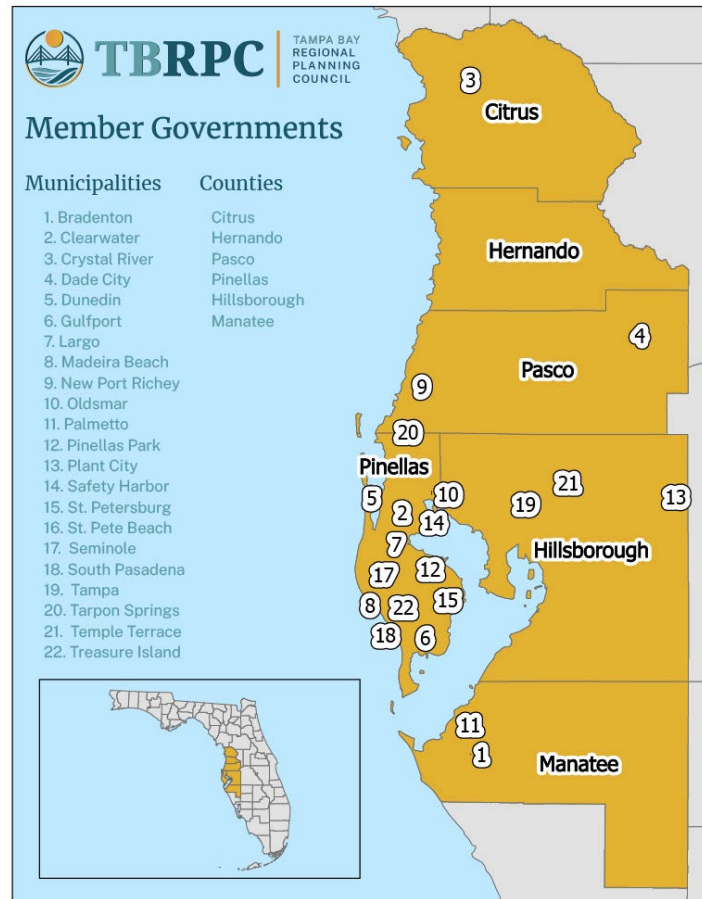 TBRPC
TAMPA BAY
REGIONAL
PLANNING
COUNCIL
Member Governments
Municipalities
1. Bradenton
2. Clearwater
3. Crystal River
4. Dade City
5. Dunedin
6. Gulfport
7. Largo
8. Madeira Beach
9. New Port Richey
10. Oldsmar
11. Palmetto
12. Pinellas Park
13. Plant City
14. Safety Harbor
15. St. Petersburg
16. St. Pete Beach
17. Seminole
18. South Pasadena
19. Tampa
20. Tarpon Springs
21. Temple Terrace
22. Treasure Island
Counties
Citrus
Hernando
Pasco
Pinellas
Hillsborough
Manatee
3
Citrus
Hernando
4
Pasco
9
20
Pinellas
5
10
2
14
19
21
13
7
Hillsborough
17
12
8
22
15
18
6
11
1
Manatee